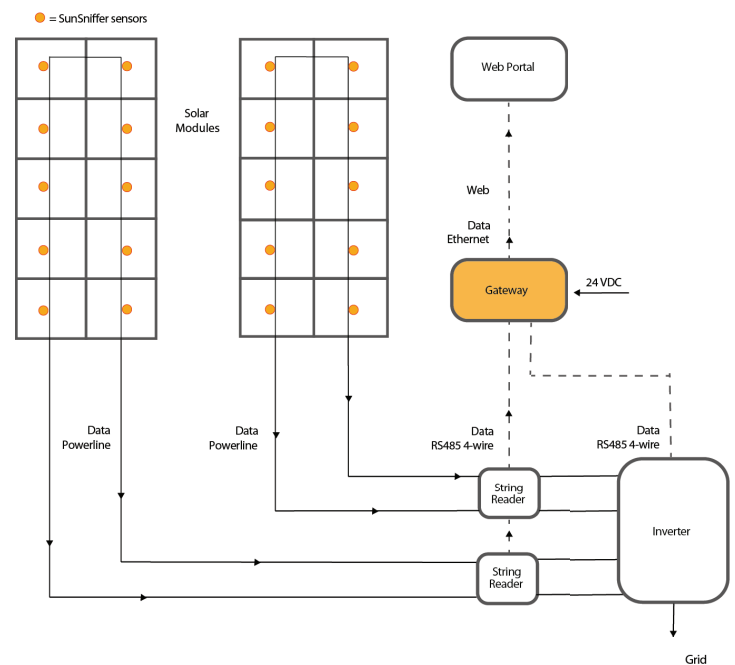 = SunSniffer sensors
Solar
Modules
Web Portal
Web
Data
Ethernet
Gateway
24 VDC
Data
Powerline
Data
Powerline
Data
RS485 4-wire
Data
RS485 4-wire
String
Reader
Inverter
String
Reader
Grid